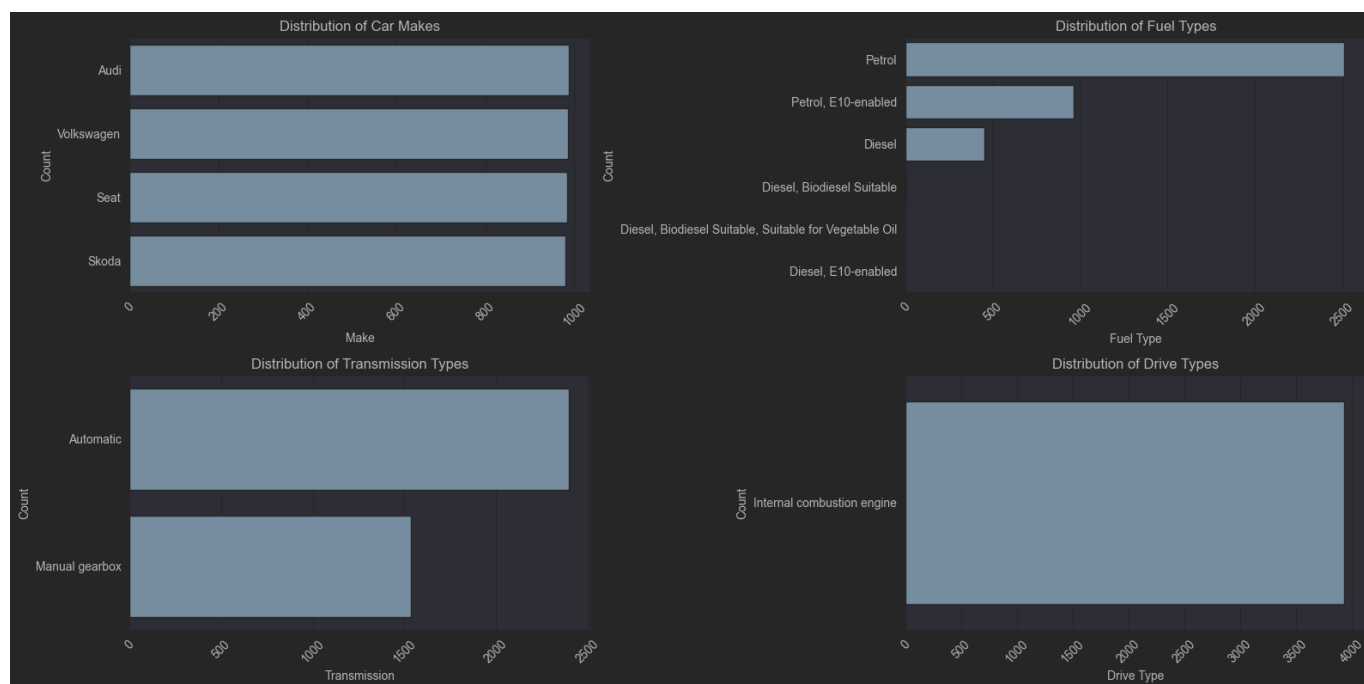 Distribution of Car Makes
Count
Audi
Volkswagen
Seat
Skoda
0 200 400 600 800 1000
Make
Distribution of Fuel Types
Count
Petrol
Petrol, E10-enabled
Diesel
Diesel, Biodiesel Suitable
Diesel, Biodiesel Suitable, Suitable for Vegetable Oil
Diesel, E10-enabled
0 500 1000 1500 2000 2500
Fuel Type
Distribution of Transmission Types
Count
Automatic
Manual gearbox
0 500 1000 1500 2000 2500
Transmission
Distribution of Drive Types
Count
Internal combustion engine
0 500 1000 1500 2000 2500 3000 3500 4000
Drive Type